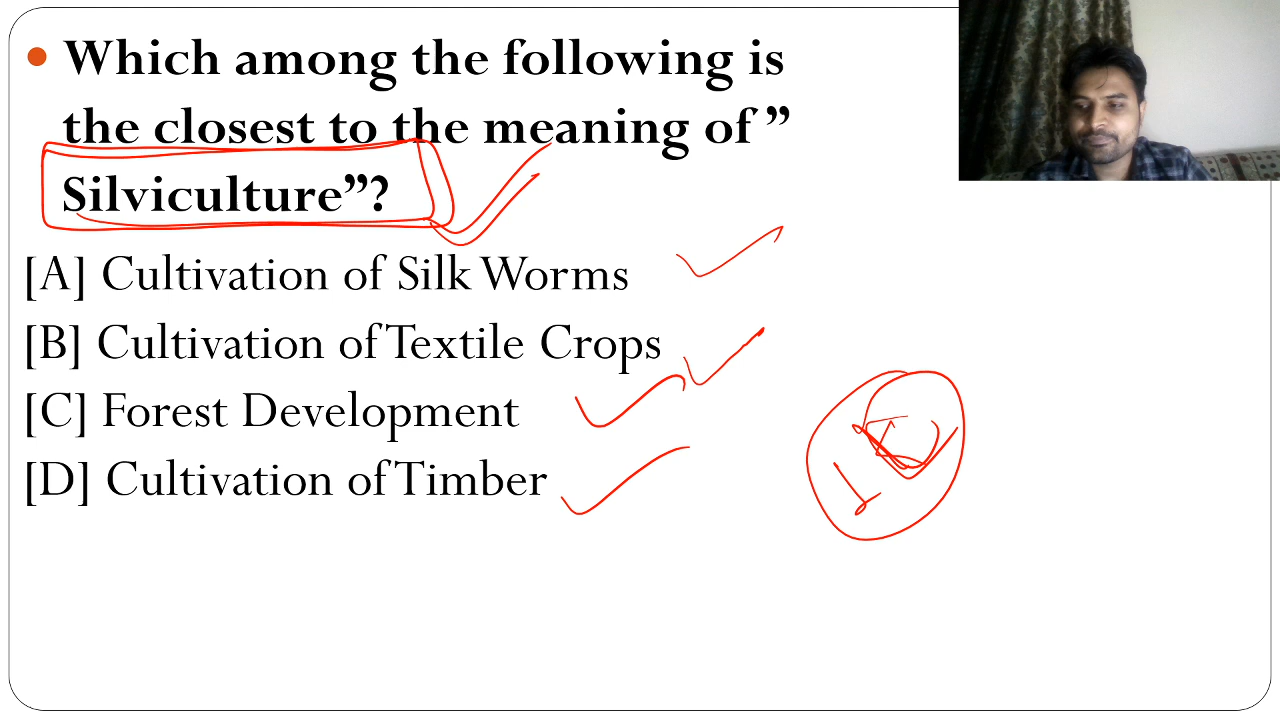 Which among the following is
the closest to the meaning of ”
Silviculture”?
[A] Cultivation of Silk Worms
[B] Cultivation of Textile Crops
[C] Forest Development
[D] Cultivation of Timber